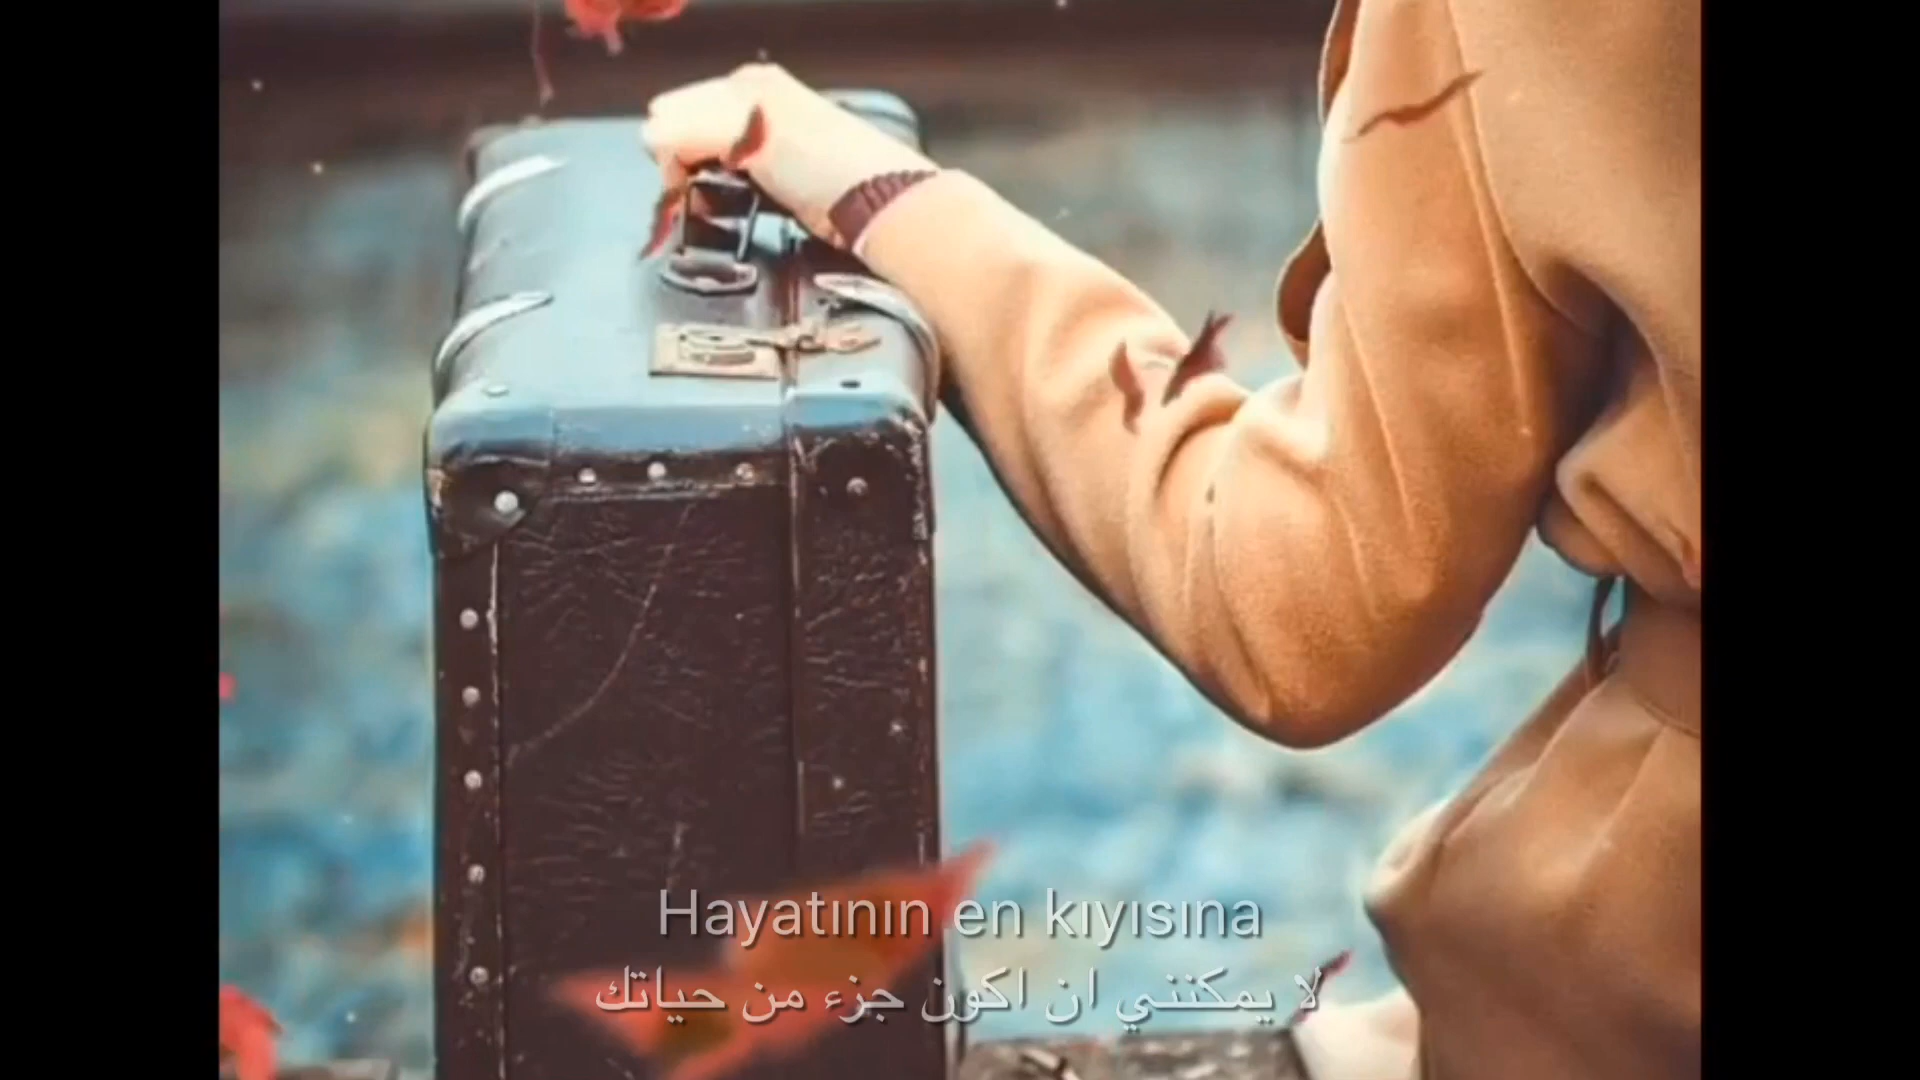 Hayatının en kıyısına
لا يمكنني ان اكون جزء من حياتك